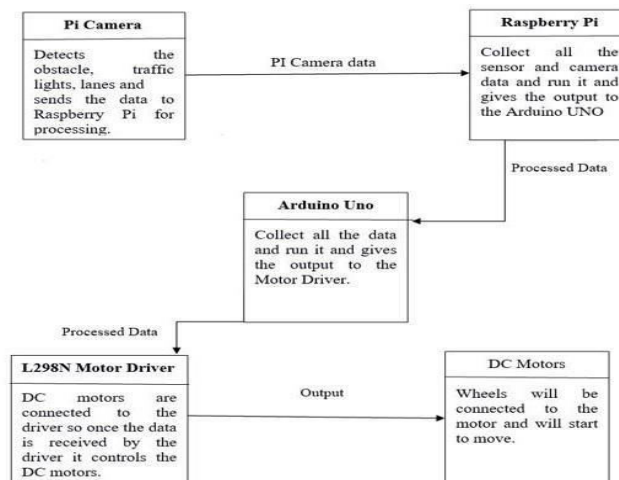 Pi Camera
Detects the
obstacle, traffic
lights, lanes and
sends the data to
Raspberry Pi for
processing.
PI Camera data
Raspberry Pi
Collect all the
sensor and camera
data and run it and
gives the output to
the Arduino UNO
Processed Data
Arduino Uno
Collect all the data
and run it and gives
the output to the
Motor Driver.
Processed Data
L298N Motor Driver
DC motors are
connected to the
driver so once the data
is received by the
driver it controls the
DC motors.
Output
DC Motors
Wheels will be
connected to the
motor and will start
to move.